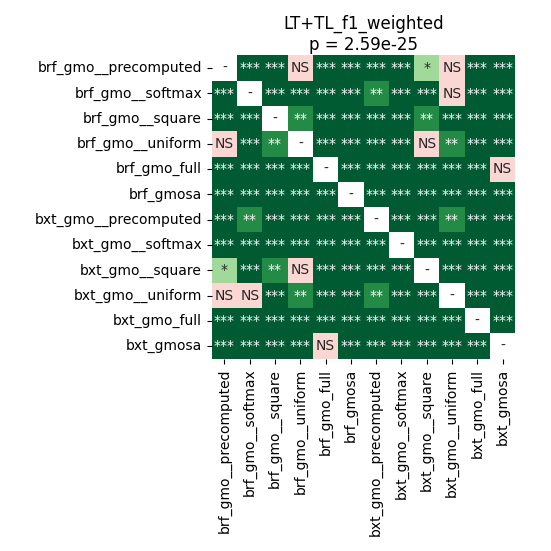 LT+TL_f1_weighted
p = 2.59e-25
brf_gmo__precomputed - *** *** NS *** *** *** *** * NS *** ***
brf_gmo__softmax *** - *** *** *** *** ** *** *** NS *** ***
brf_gmo__square *** *** - ** *** *** *** *** ** *** *** ***
brf_gmo__uniform NS *** ** - *** *** *** *** NS ** *** ***
brf_gmo_full *** *** *** *** - *** *** *** *** *** *** NS
brf_gmosa *** *** *** *** *** - *** *** *** *** *** ***
bxt_gmo__precomputed *** ** *** *** *** *** - *** *** ** *** ***
bxt_gmo__softmax *** *** *** *** *** *** *** - *** *** *** ***
bxt_gmo__square * *** ** NS *** *** *** *** - *** *** ***
bxt_gmo__uniform NS NS *** ** *** *** ** *** *** - *** ***
bxt_gmo_full *** *** *** *** *** *** *** *** *** *** - ***
bxt_gmosa *** *** *** *** NS *** *** *** *** *** *** -
brf_gmo__precomputed
brf_gmo__softmax
brf_gmo__square
brf_gmo__uniform
brf_gmo_full
brf_gmosa
bxt_gmo__precomputed
bxt_gmo__softmax
bxt_gmo__square
bxt_gmo__uniform
bxt_gmo_full
bxt_gmosa